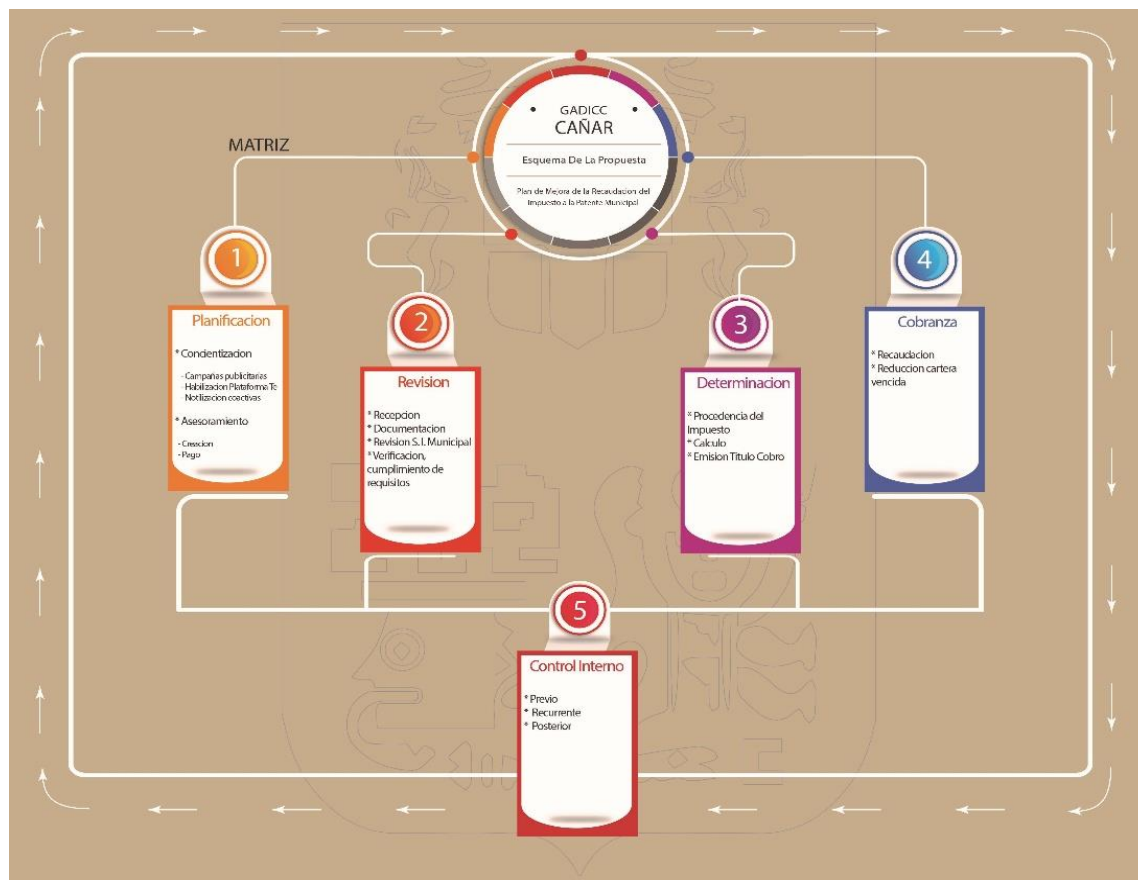 GADICC
CAÑAR
Esquema De La Propuesta
Plan de Mejora de la Recaudacion del
Impuesto a la Patente Municipal
MATRIZ
1
Planificacion
* Concientización
- Campañas publicitarias
- Habilizacion Plataforma Tc
- Notilizacion coactivas
* Asesoramiento
- Creacion
- Pago
2
Revision
* Recepcion
* Documentacion
* Revision S. I. Municipal
* Verificacion,
cumplimiento de
requisitos
3
Determinacion
* Procedencia del
Impuesto
* Calculo
* Emision Titulo Cobro
4
Cobranza
* Recaudacion
* Reduccion cartera
vencida
5
Control Interno
* Previo
* Recurrente
* Posterior